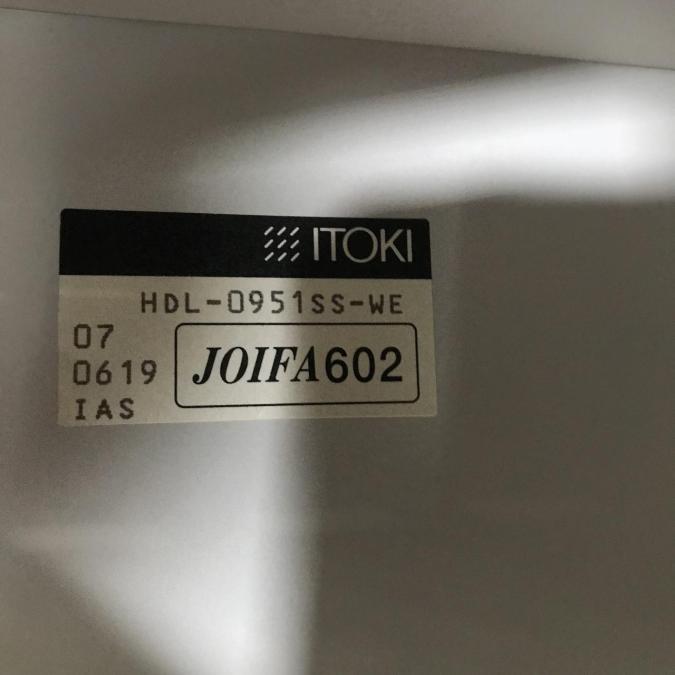 ITOKI
HDL-0951SS-WE
07
0619
IAS
JOIFA602